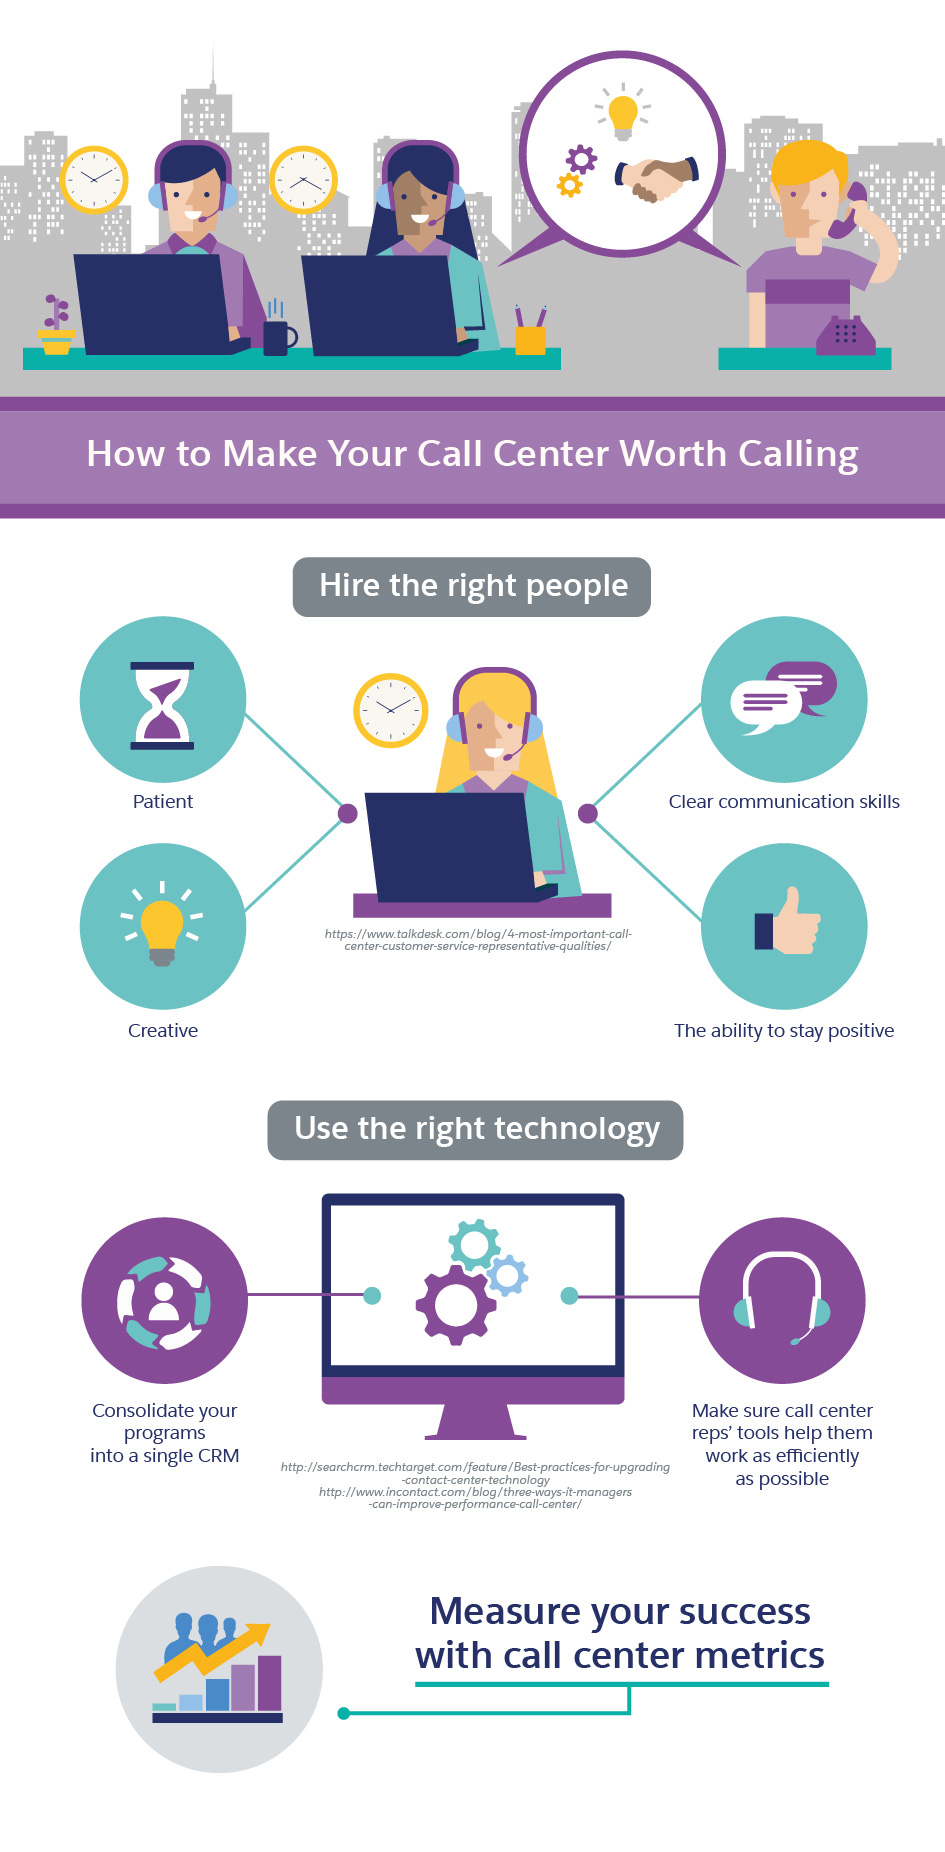 How to Make Your Call Center Worth Calling
Hire the right people
Patient
Clear communication skills
https://www.talkdesk.com/blog/4-most-important-call-
center-customer-service-representative-qualities/
Creative
The ability to stay positive
Use the right technology
Consolidate your
programs
into a single CRM
Make sure call center
reps' tools help them
work as efficiently
as possible
http://searchcrm.techtarget.com/feature/Best-practices-for-upgrading
-contact-center-technology
http://www.incontact.com/blog/three-ways-it-managers
-can-improve-performance-call-center/
Measure your success
with call center metrics